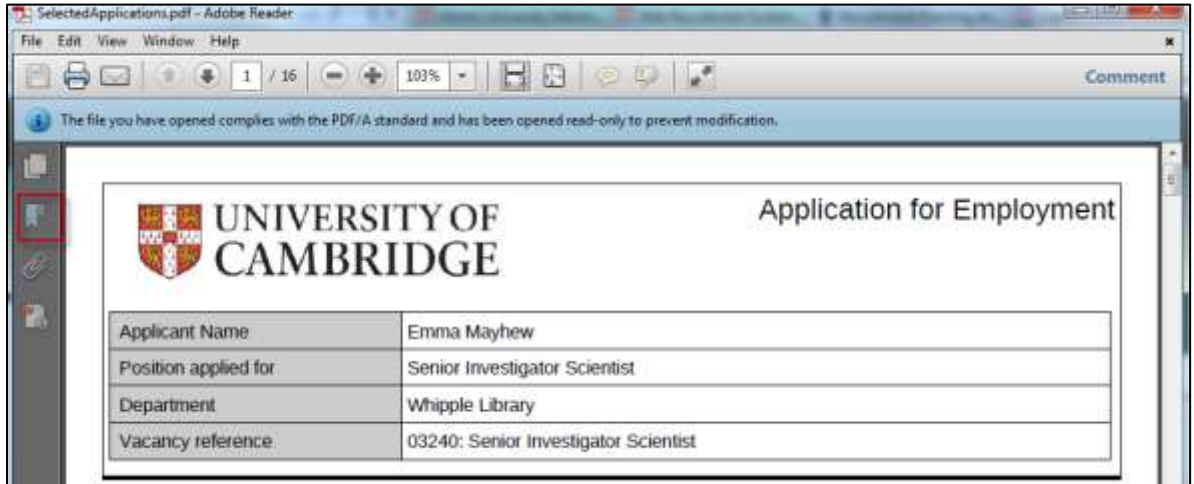 SelectedApplications.pdf - Adobe Reader
File Edit View Window Help
1 / 16 103% Comment
The file you have opened complies with the PDF/A standard and has been opened read-only to prevent modification.
UNIVERSITY OF
CAMBRIDGE
Application for Employment
Applicant Name Emma Mayhew
Position applied for Senior Investigator Scientist
Department Whipple Library
Vacancy reference 03240: Senior Investigator Scientist